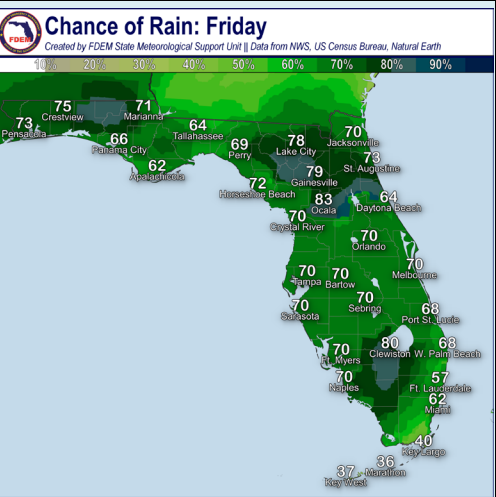 FDEM
Chance of Rain: Friday
Created by FDEM State Meteorological Support Unit || Data from NWS, US Census Bureau, Natural Earth
10% 20% 30% 40% 50% 60% 70% 80% 90%
75
Crestview
71
Marianna
73
Pensacola
64
Tallahassee
66
Panama City
62
Apalachicola
69
Perry
78
Lake City
70
Jacksonville
73
St. Augustine
79
Gainesville
72
Horseshoe Beach
83
Ocala
64
Daytona Beach
70
Crystal River
70
Orlando
70
Melbourne
70
Tampa
70
Bartow
70
Sebring
70
Sarasota
68
Port St. Lucie
80
Clewiston
68
W. Palm Beach
70
Ft. Myers
70
Naples
57
Ft. Lauderdale
62
Miami
40
Key Largo
36
Marathon
37
Key West